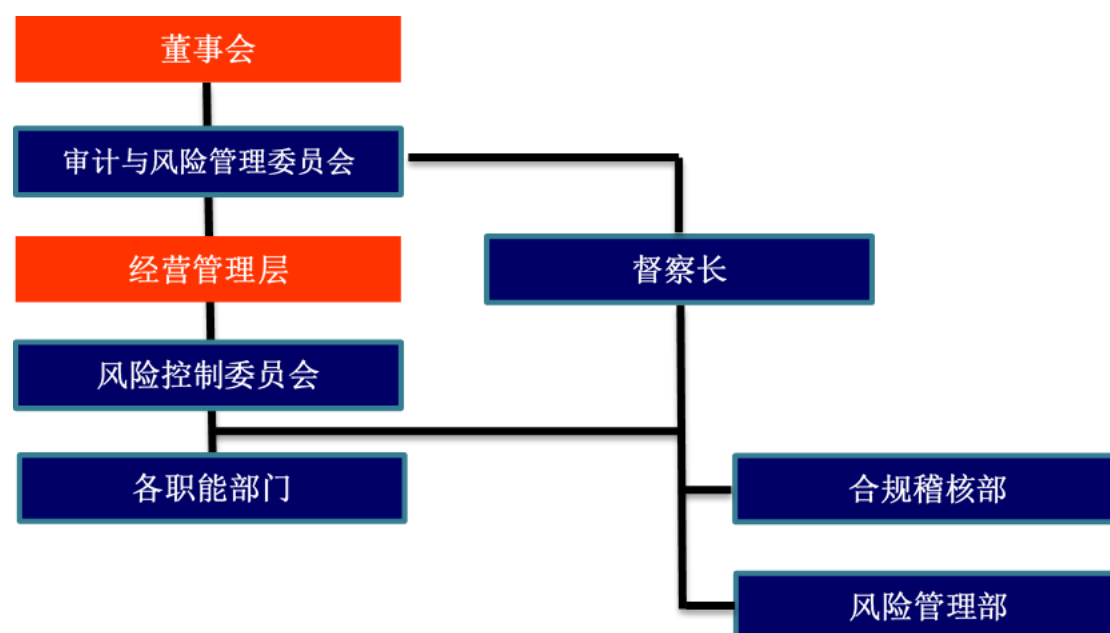 董事会
审计与风险管理委员会
经营管理层
督察长
风险控制委员会
各职能部门
合规稽核部
风险管理部